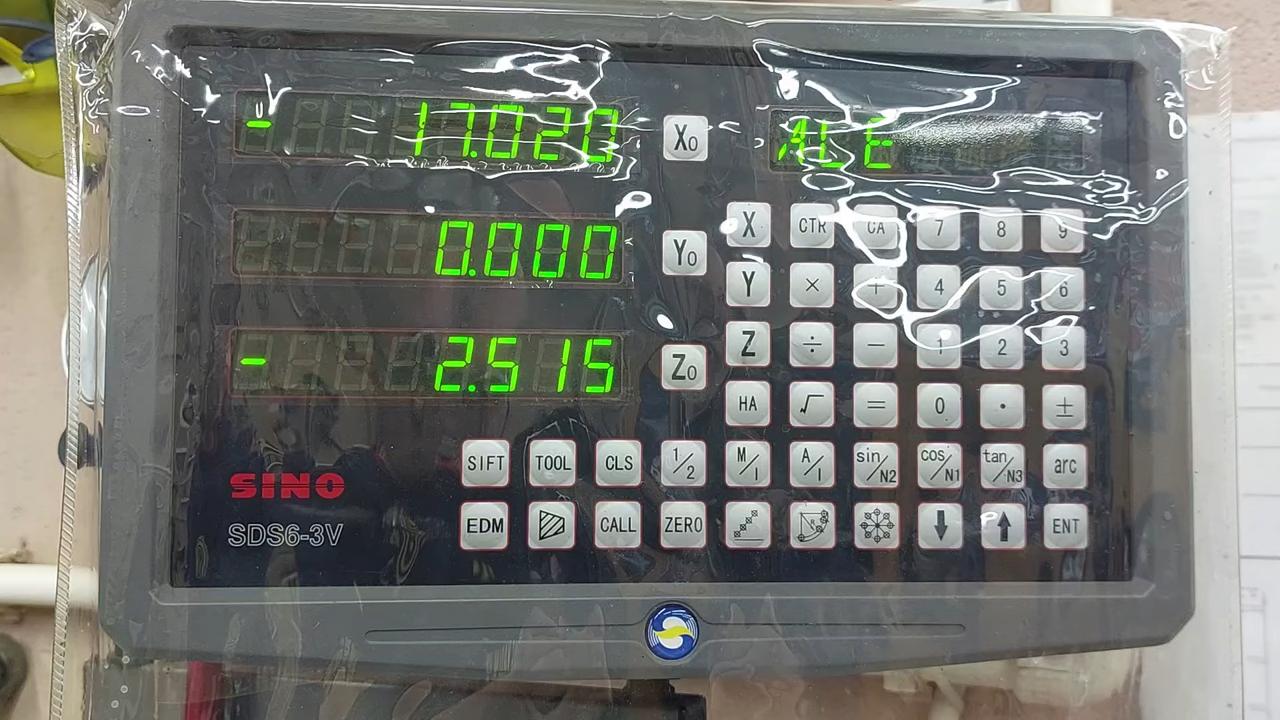 - 17.020 X₀ ALE
0.000 Y₀
- 2.515 Z₀
X CTR CA 7 8 9
Y × + 4 5 6
Z ÷ - 1 2 3
HA √ = 0 . ±
SIFT TOOL CLS 1/2 M/I A/I sin/N2 cos/N1 tan/N3 arc
EDM CALL ZERO ENT
SINO
SDS6-3V